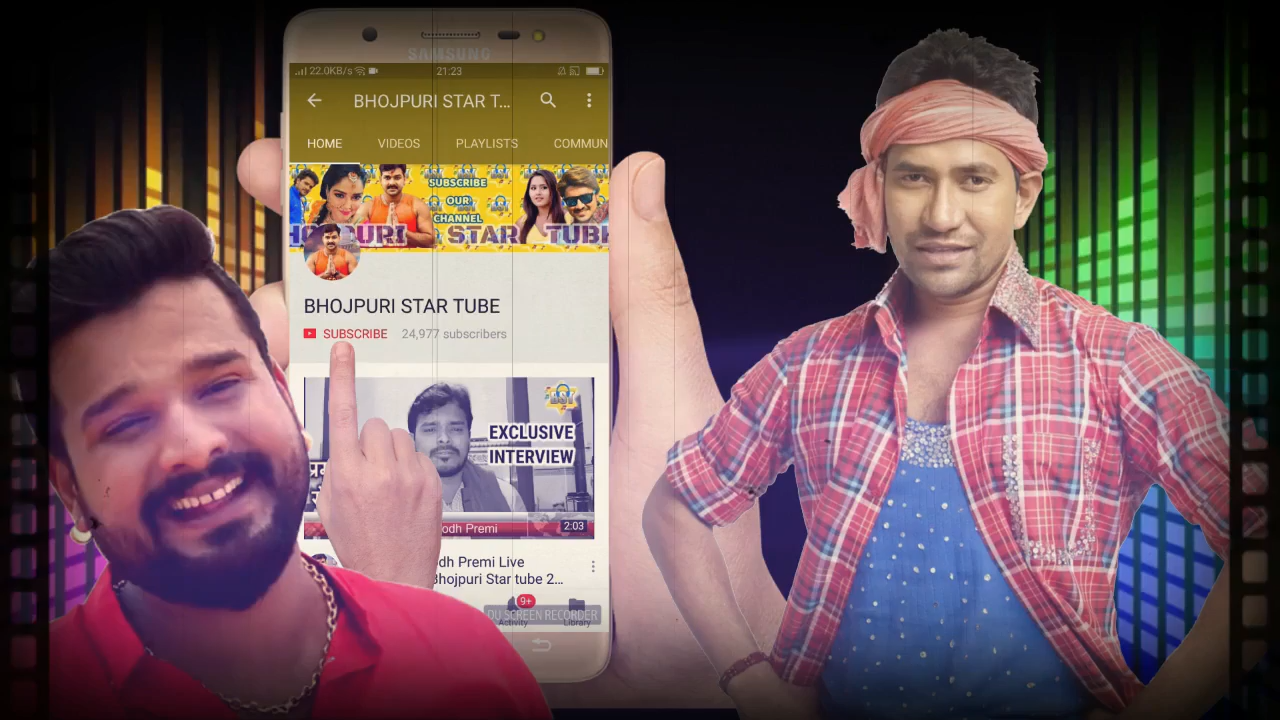 SAMSUNG
22.0KB/s 21:23
BHOJPURI STAR T...
HOME VIDEOS PLAYLISTS COMMUN
SUBSCRIBE
OUR
CHANNEL
STAR TUBE
BHOJPURI STAR TUBE
SUBSCRIBE 24,977 subscribers
BST
EXCLUSIVE
INTERVIEW
odh Premi 2:03
dh Premi Live
Bhojpuri Star tube 2...
9+
DU SCREEN RECORDER
Activity Library